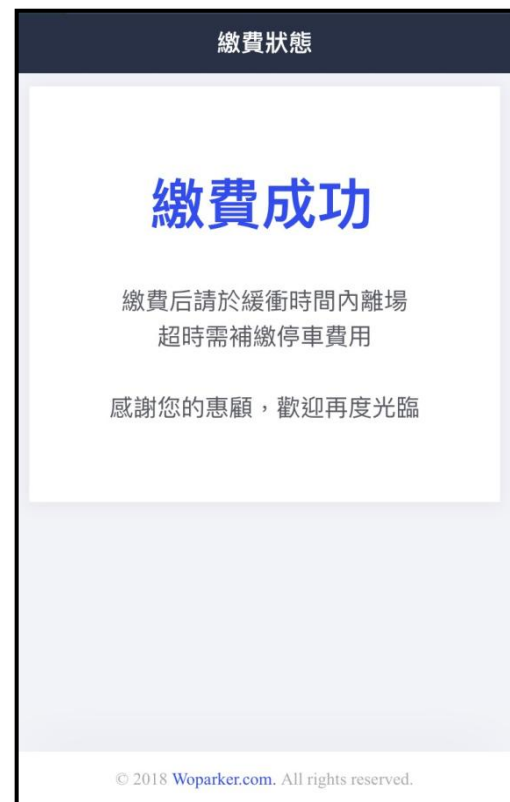 繳費狀態
繳費成功
繳費后請於緩衝時間內離場
超時需補繳停車費用
感謝您的惠顧，歡迎再度光臨
© 2018 Woparker.com. All rights reserved.